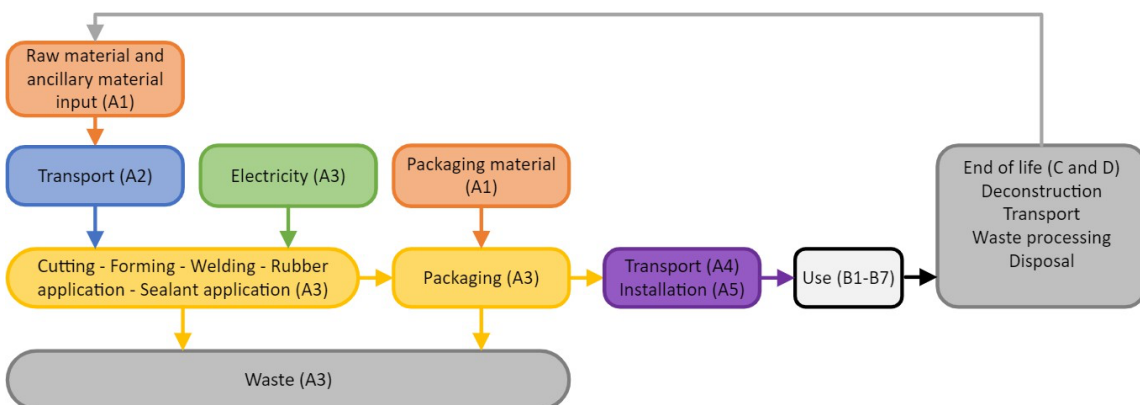 Raw material and
ancillary material
input (A1)
Transport (A2)
Electricity (A3)
Packaging material
(A1)
End of life (C and D)
Deconstruction
Transport
Waste processing
Disposal
Cutting - Forming - Welding - Rubber
application - Sealant application (A3)
Packaging (A3)
Transport (A4)
Installation (A5)
Use (B1-B7)
Waste (A3)